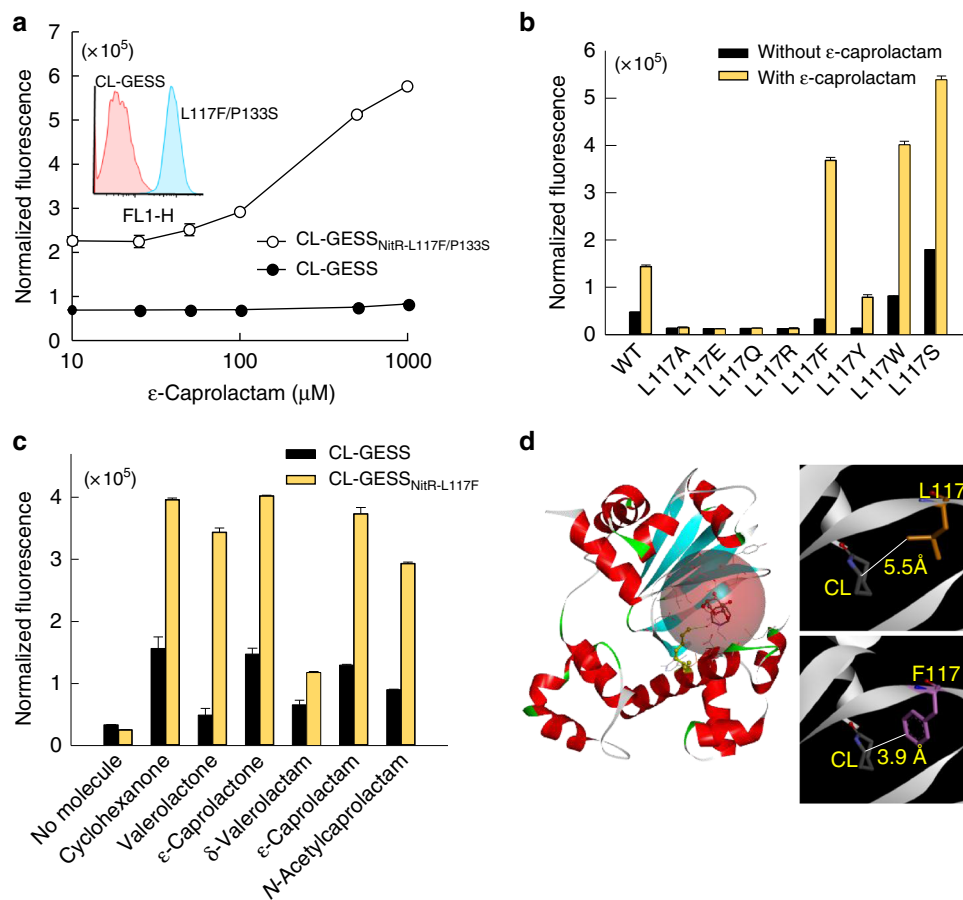 a
(×10⁵)
7
6
5
4
3
2
1
0
Normalized fluorescence
CL-GESS
L117F/P133S
FL1-H
CL-GESS_NitR-L117F/P133S
CL-GESS
10
100
1000
ε-Caprolactam (μM)
b
(×10⁵)
Without ε-caprolactam
With ε-caprolactam
6
5
4
3
2
1
0
Normalized fluorescence
WT
L117A
L117E
L117Q
L117R
L117F
L117Y
L117W
L117S
c
(×10⁵)
CL-GESS
CL-GESS_NitR-L117F
4
3
2
1
0
Normalized fluorescence
No molecule
Cyclohexanone
Valerolactone
ε-Caprolactone
δ-Valerolactam
ε-Caprolactam
N-Acetylcaprolactam
d
L117
5.5Å
CL
F117
3.9 Å
CL